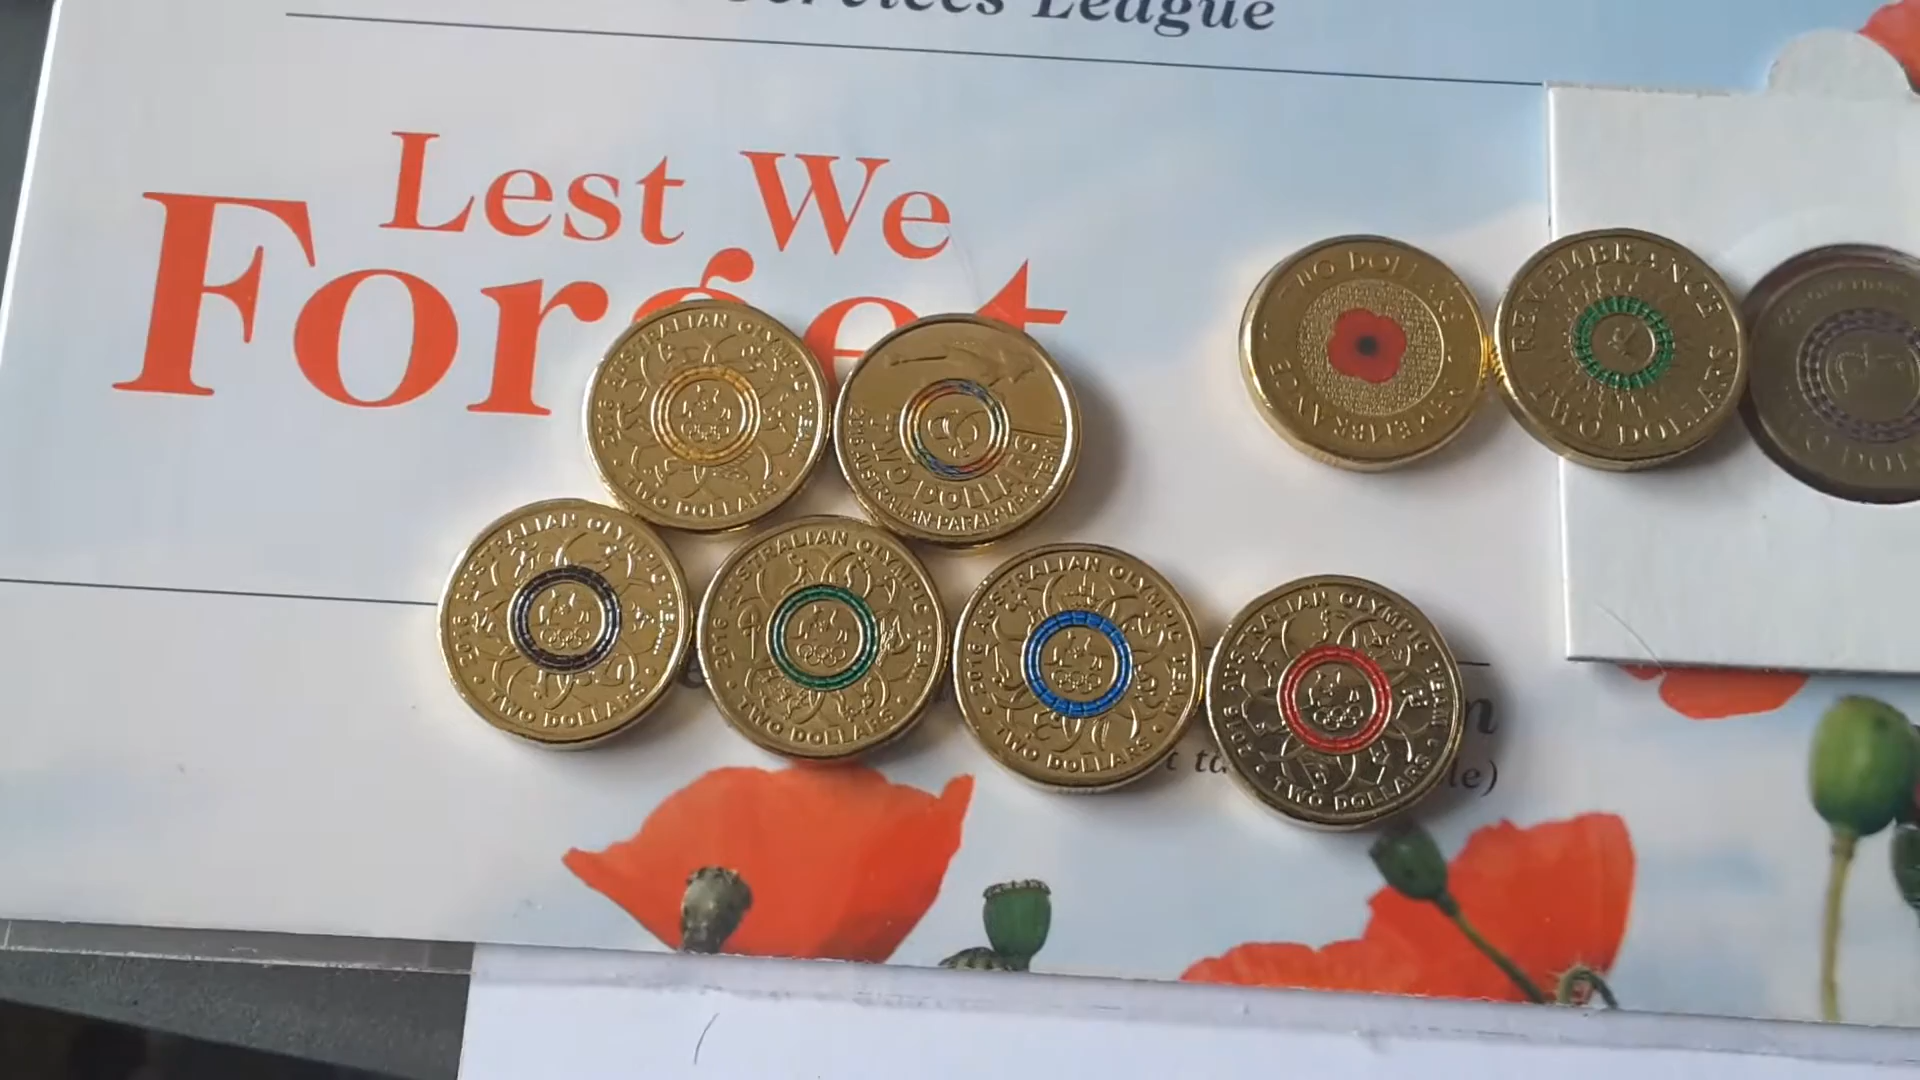 Services League
Lest We
Forget
AUSTRALIAN OLYMPIC TEAM
2016
TWO DOLLARS
TWO DOLLARS
2016 AUSTRALIAN PARALYMPIC TEAM
TWO DOLLARS
REMEMBRANCE
REMEMBRANCE
TWO DOLLARS
AUSTRALIAN OLYMPIC TEAM
2016
TWO DOLLARS
AUSTRALIAN OLYMPIC TEAM
2016
TWO DOLLARS
2016 AUSTRALIAN OLYMPIC TEAM
TWO DOLLARS
2016 AUSTRALIAN OLYMPIC TEAM
TWO DOLLARS